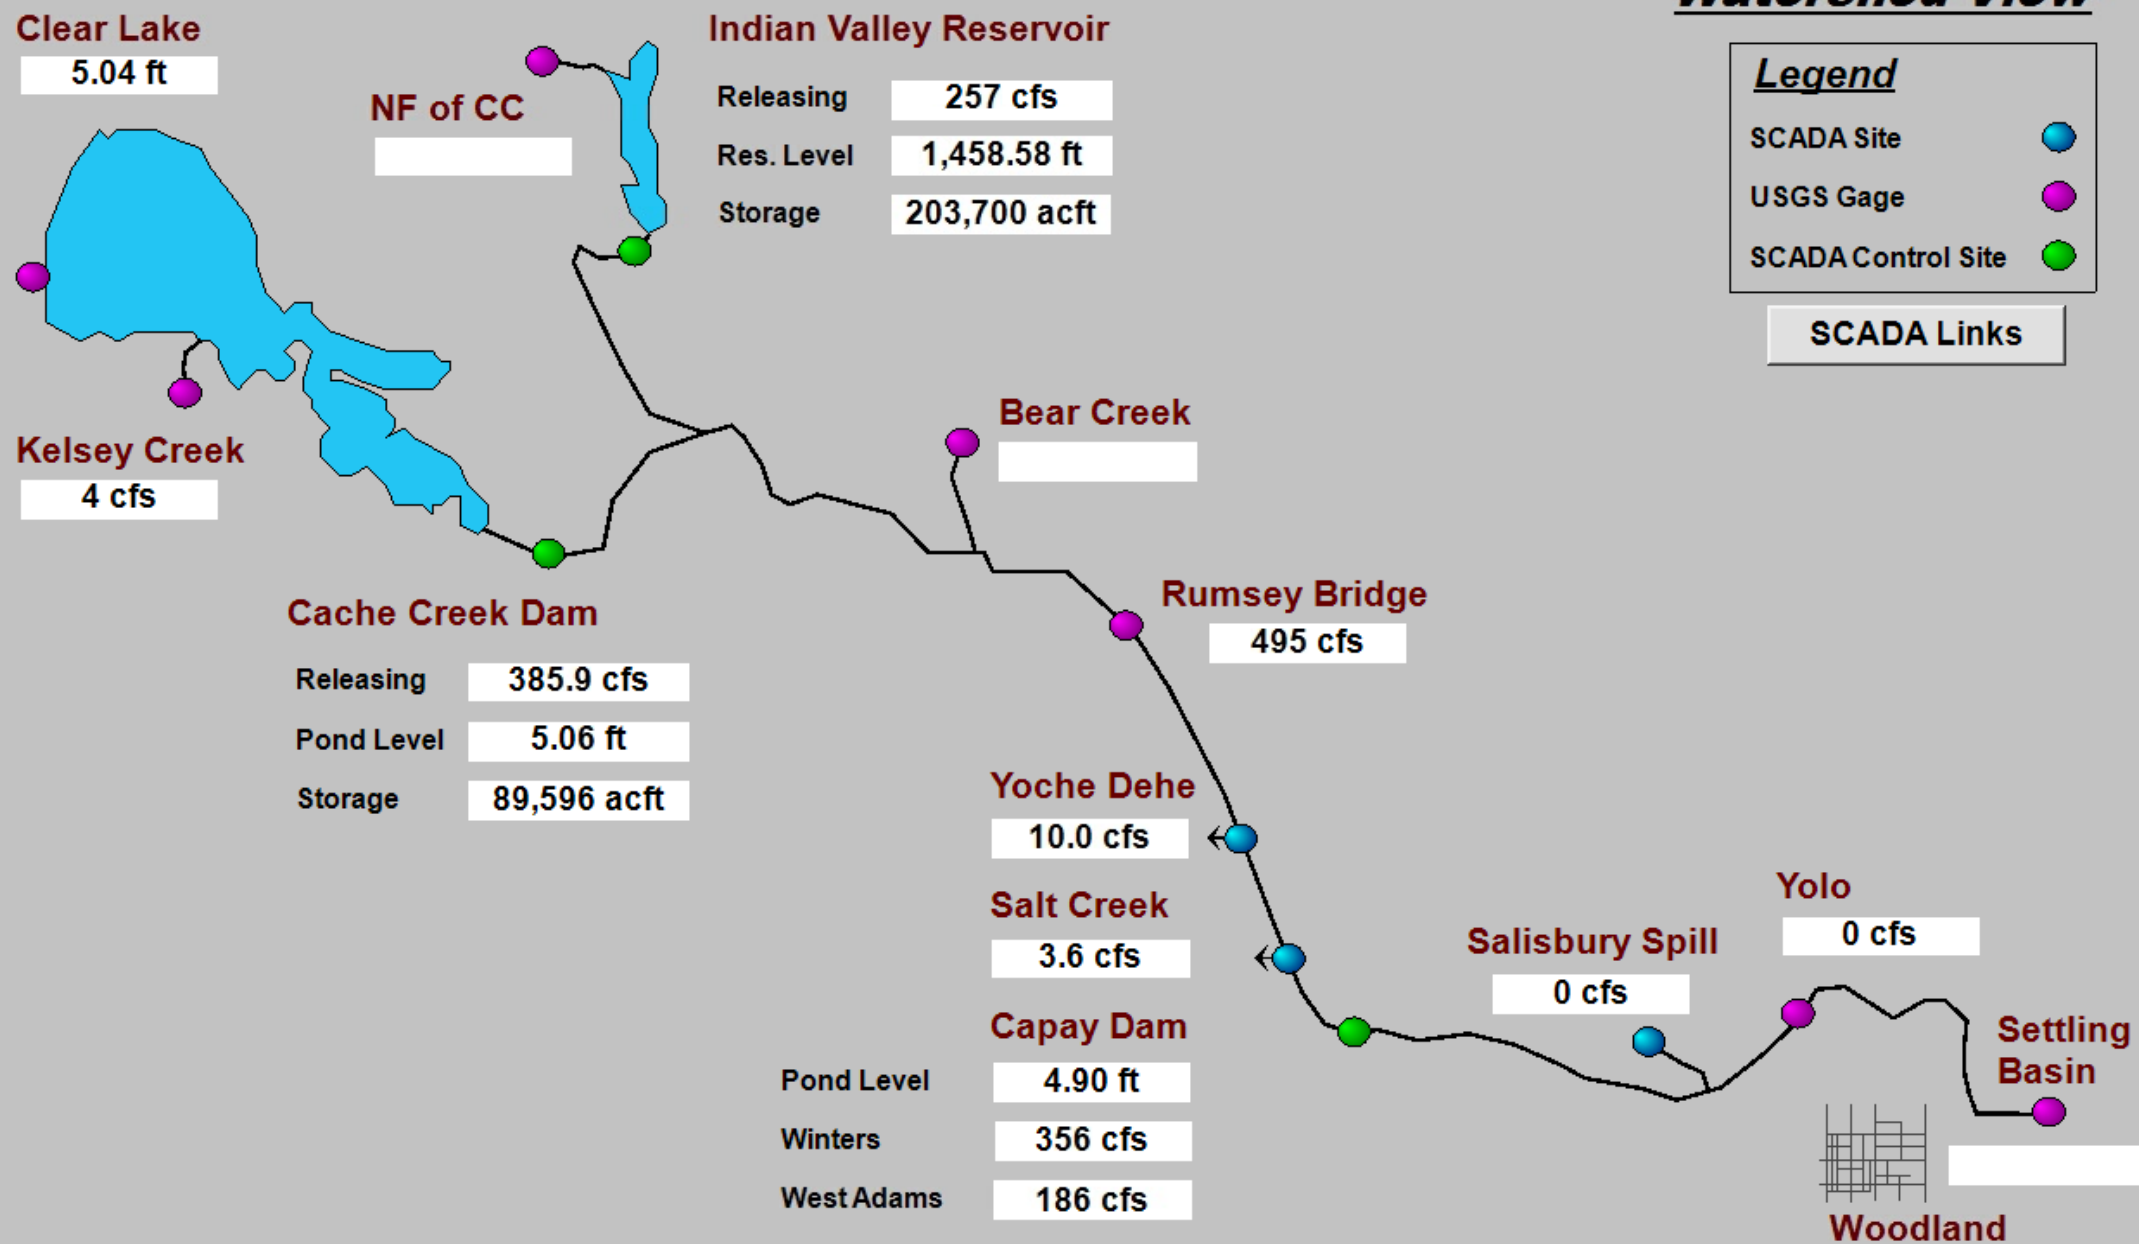 Watershed View
Clear Lake
5.04 ft
Indian Valley Reservoir
Releasing 257 cfs
Res. Level 1,458.58 ft
Storage 203,700 acft
NF of CC
Legend
SCADA Site
USGS Gage
SCADA Control Site
SCADA Links
Kelsey Creek
4 cfs
Bear Creek
Cache Creek Dam
Releasing 385.9 cfs
Pond Level 5.06 ft
Storage 89,596 acft
Rumsey Bridge
495 cfs
Yoche Dehe
10.0 cfs
Salt Creek
3.6 cfs
Capay Dam
Pond Level 4.90 ft
Winters 356 cfs
West Adams 186 cfs
Salisbury Spill
0 cfs
Yolo
0 cfs
Settling
Basin
Woodland